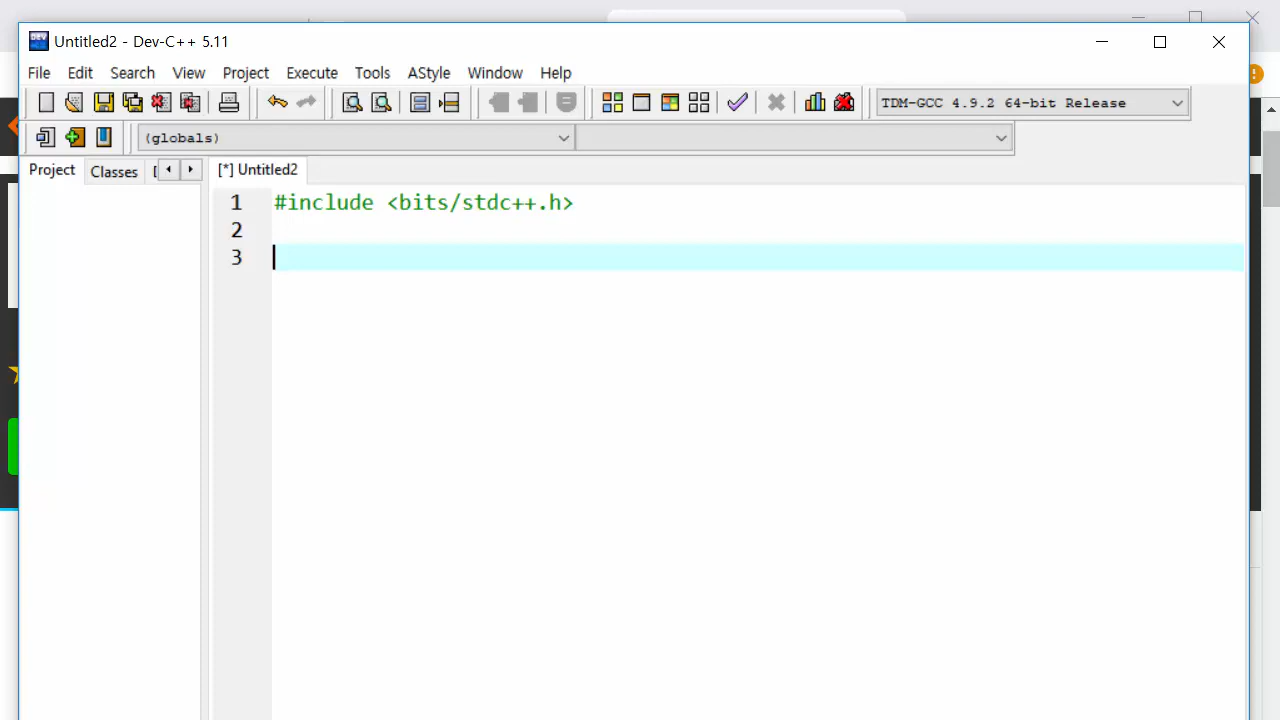 Untitled2 - Dev-C++ 5.11
File Edit Search View Project Execute Tools AStyle Window Help
TDM-GCC 4.9.2 64-bit Release
(globals)
Project Classes [*] Untitled2
1 #include <bits/stdc++.h>
2
3